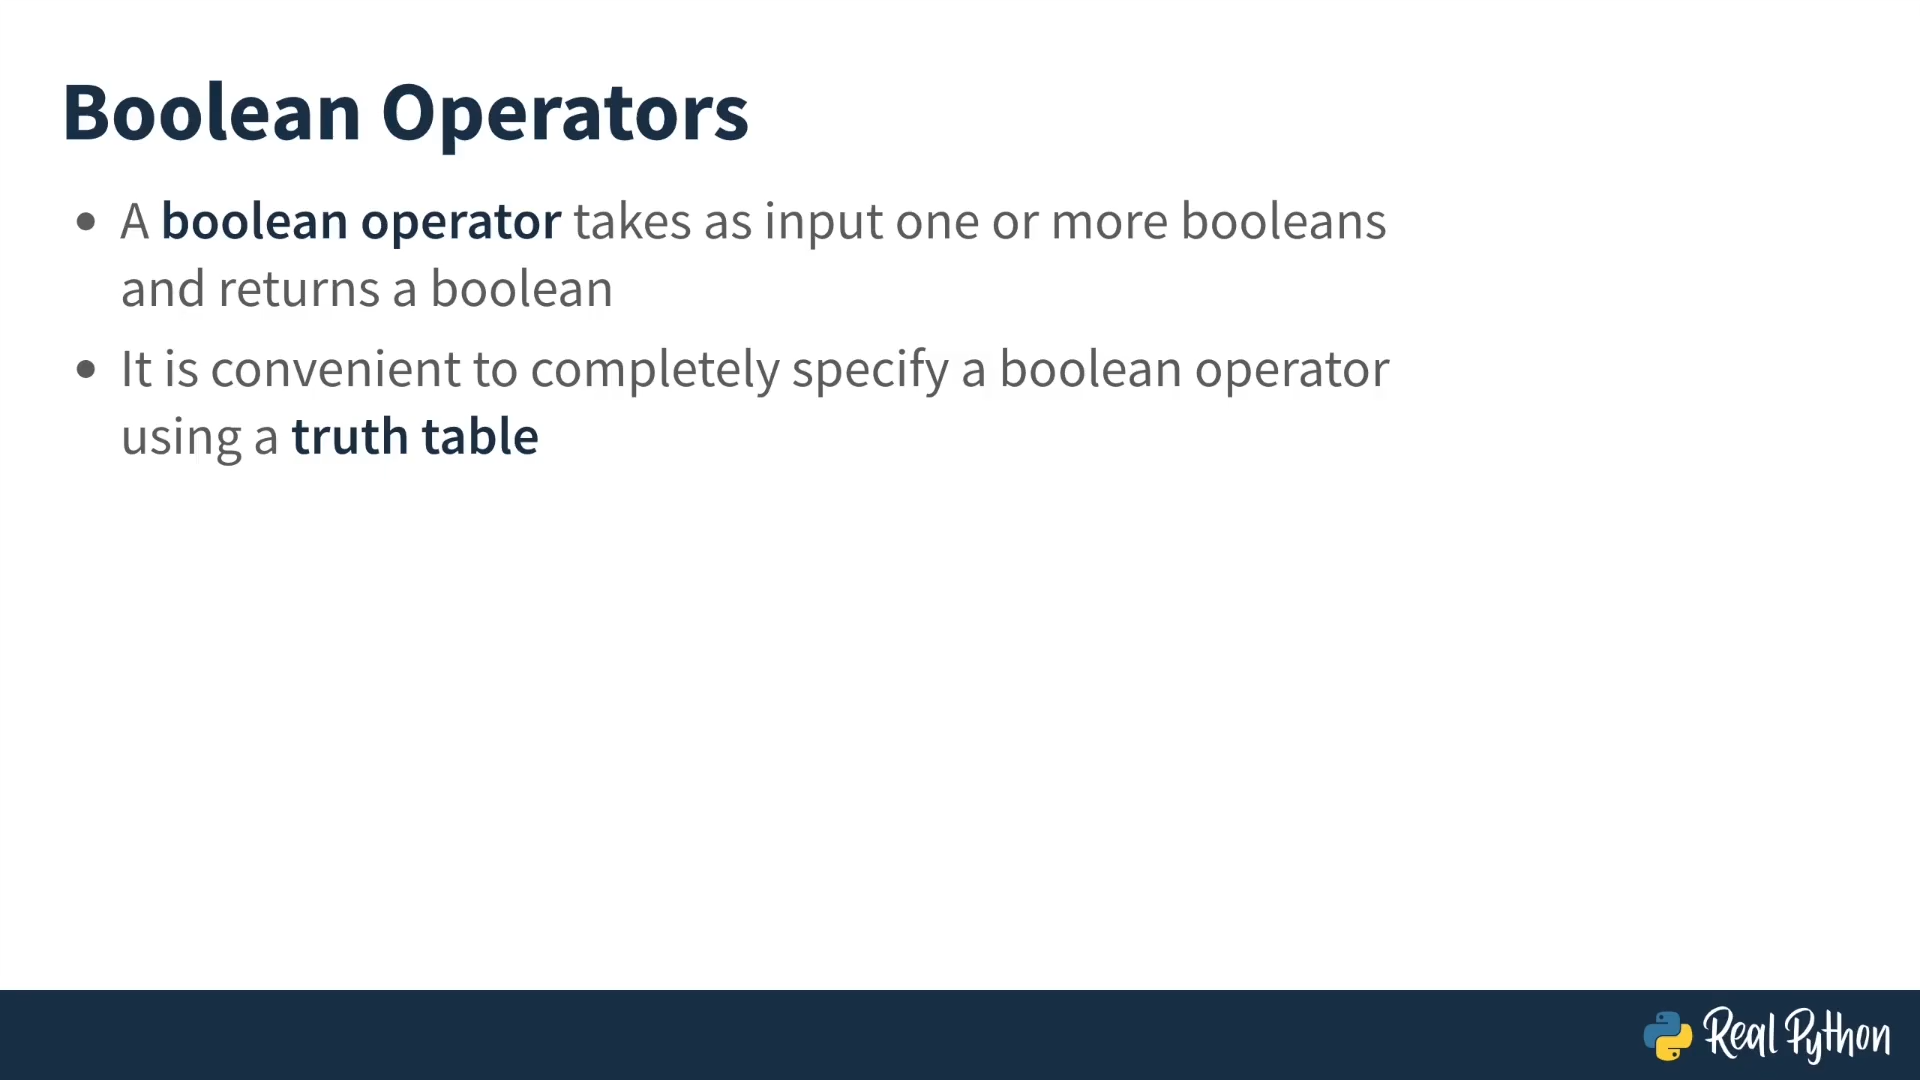 Boolean Operators
• A boolean operator takes as input one or more booleans
and returns a boolean
• It is convenient to completely specify a boolean operator
using a truth table
Real Python